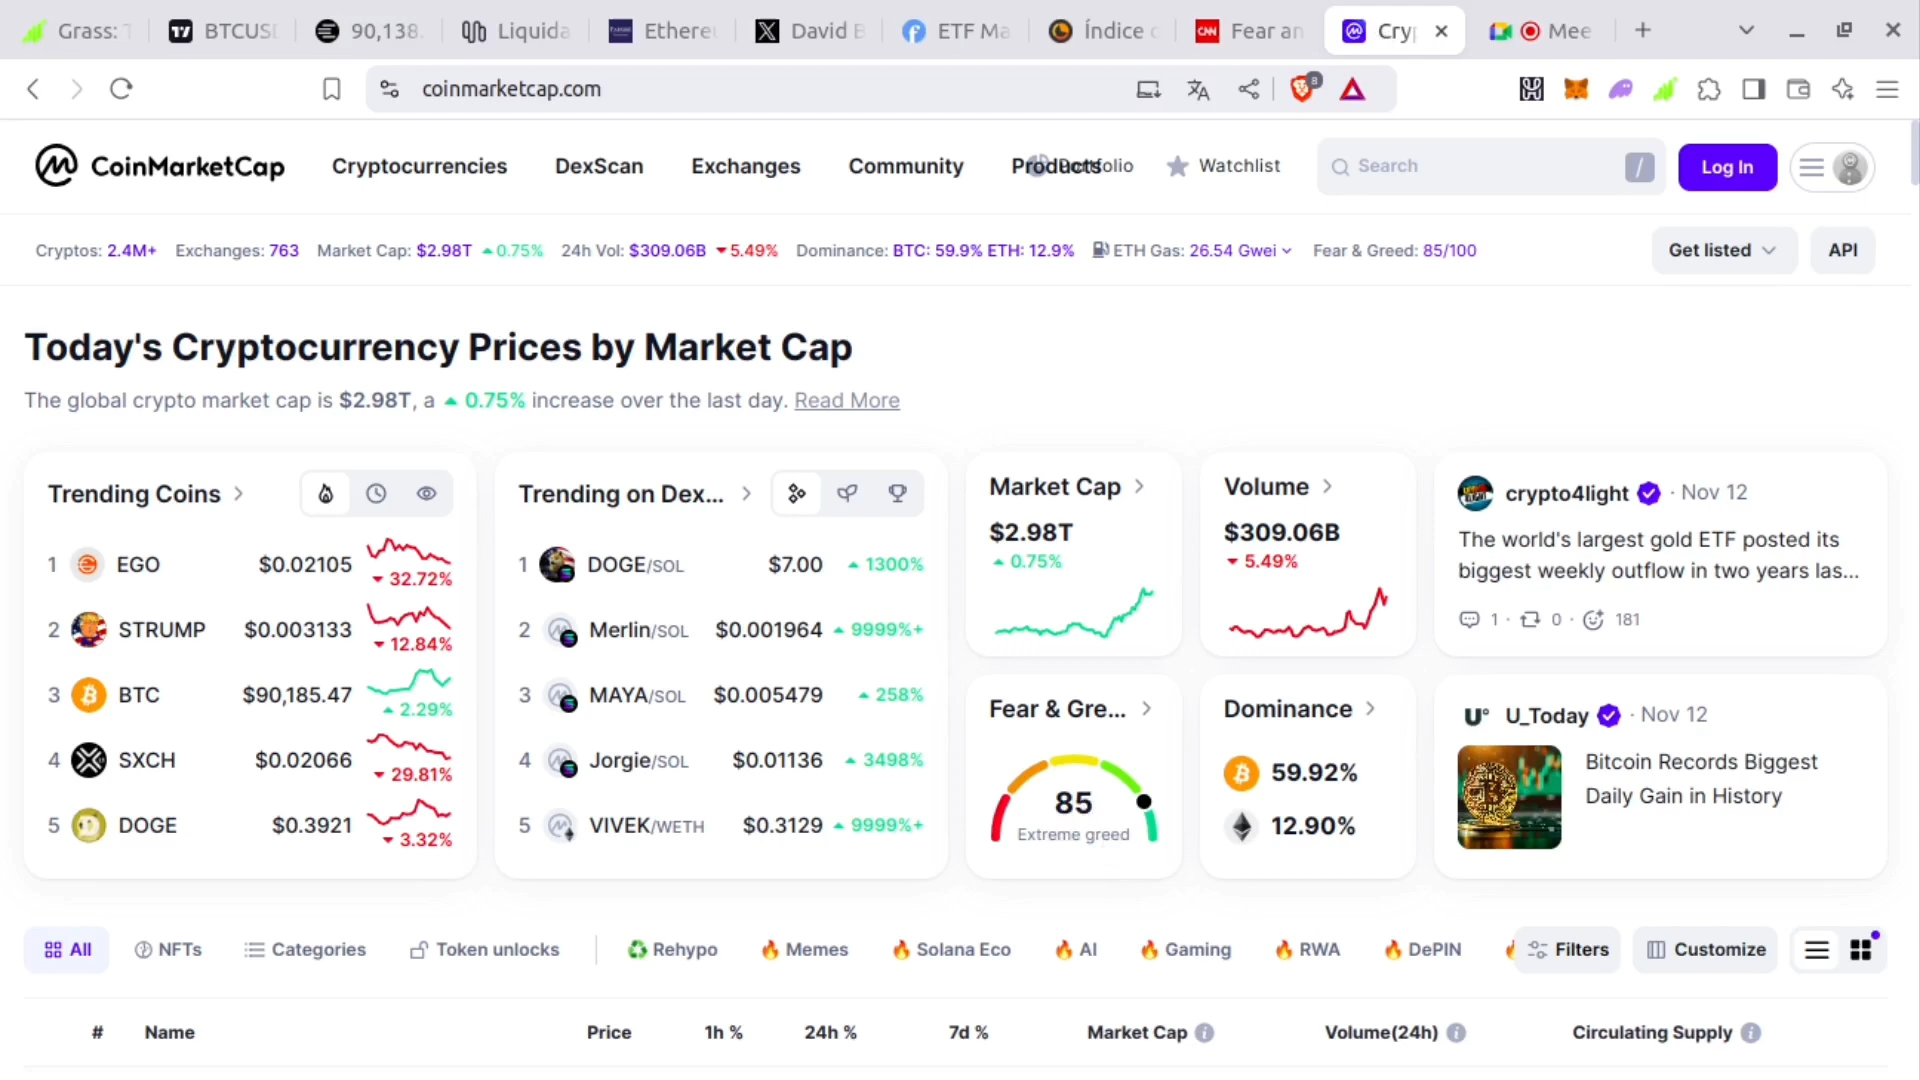 Grass: T
BTCUSD
90,138.
Liquida
Ethereu
David B
ETF Ma
Índice
Fear an
Cryp
Mee
coinmarketcap.com
8
CoinMarketCap
Cryptocurrencies
DexScan
Exchanges
Community
Products
Portfolio
Watchlist
Search
/
Log In
Cryptos: 2.4M+
Exchanges: 763
Market Cap: $2.98T 0.75%
24h Vol: $309.06B 5.49%
Dominance: BTC: 59.9% ETH: 12.9%
ETH Gas: 26.54 Gwei
Fear & Greed: 85/100
Get listed
API
Today's Cryptocurrency Prices by Market Cap
The global crypto market cap is $2.98T, a 0.75% increase over the last day. Read More
Trending Coins
1 EGO $0.02105 32.72%
2 STRUMP $0.003133 12.84%
3 BTC $90,185.47 2.29%
4 SXCH $0.02066 29.81%
5 DOGE $0.3921 3.32%
Trending on Dex...
1 DOGE/SOL $7.00 1300%
2 Merlin/SOL $0.001964 9999%+
3 MAYA/SOL $0.005479 258%
4 Jorgie/SOL $0.01136 3498%
5 VIVEK/WETH $0.3129 9999%+
Market Cap
$2.98T
0.75%
Volume
$309.06B
5.49%
Fear & Gre...
85
Extreme greed
Dominance
59.92%
12.90%
crypto4light · Nov 12
The world's largest gold ETF posted its
biggest weekly outflow in two years las...
1 · 0 · 181
U_Today · Nov 12
Bitcoin Records Biggest
Daily Gain in History
All
NFTs
Categories
Token unlocks
Rehypo
Memes
Solana Eco
AI
Gaming
RWA
DePIN
Filters
Customize
# Name Price 1h % 24h % 7d % Market Cap Volume(24h) Circulating Supply